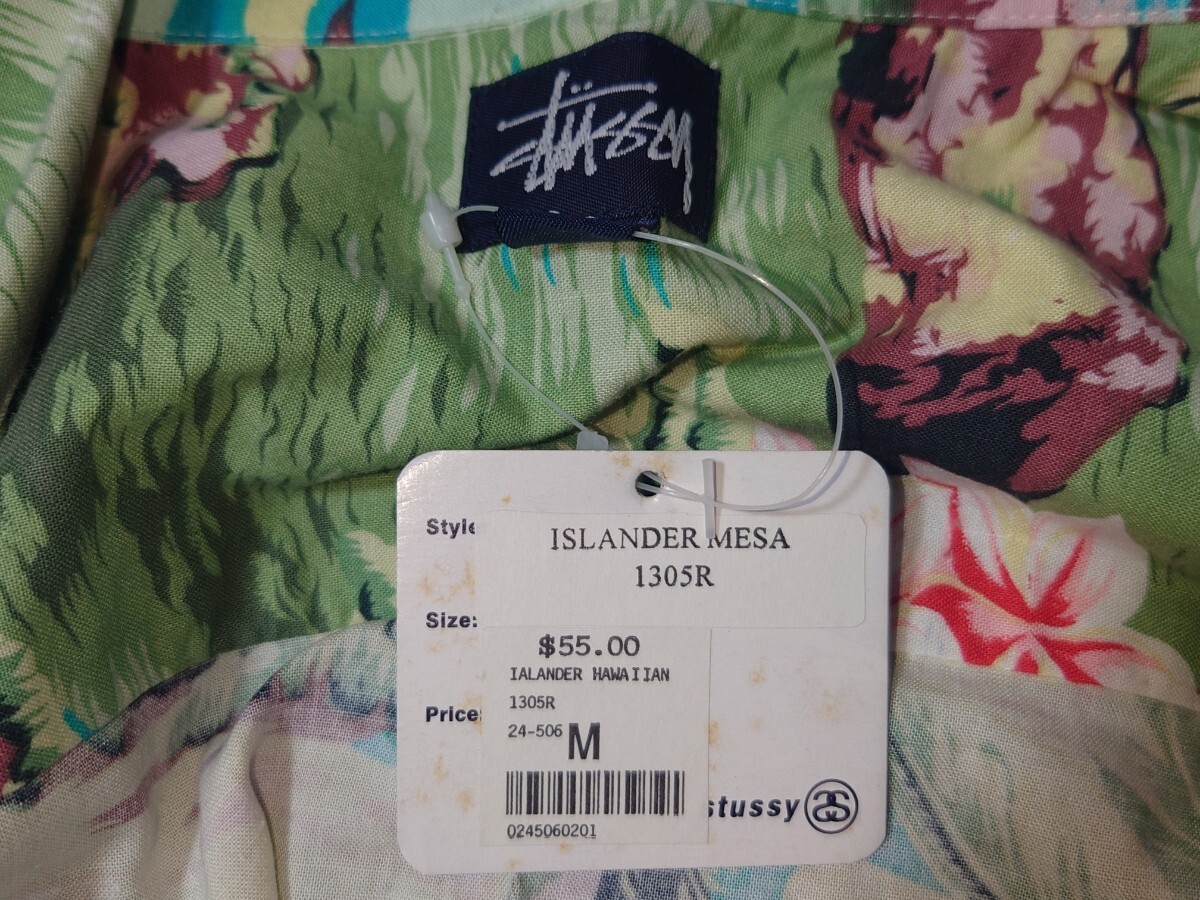 Stüssy
Style
ISLANDER MESA
1305R
Size:
$55.00
IALANDER HAWAIIAN
1305R
Price:
24-506 M
0245060201
stussy